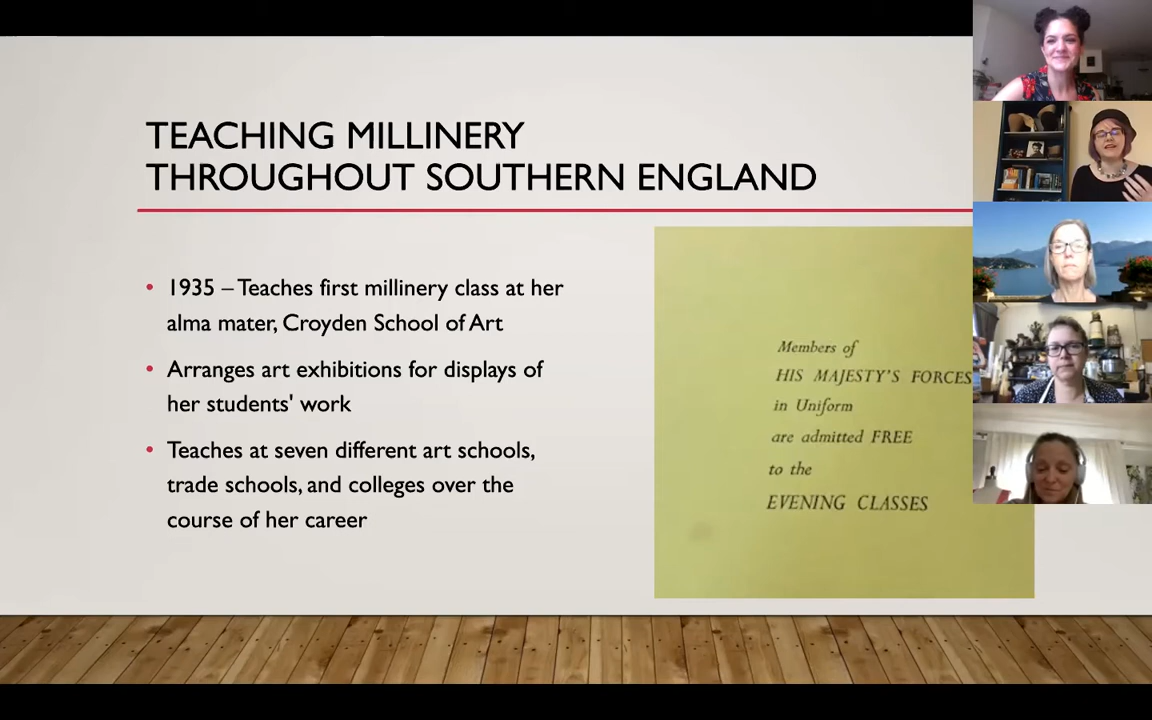 TEACHING MILLINERY
THROUGHOUT SOUTHERN ENGLAND
• 1935 – Teaches first millinery class at her
alma mater, Croyden School of Art
• Arranges art exhibitions for displays of
her students' work
• Teaches at seven different art schools,
trade schools, and colleges over the
course of her career
Members of
HIS MAJESTY'S FORCES
in Uniform
are admitted FREE
to the
EVENING CLASSES